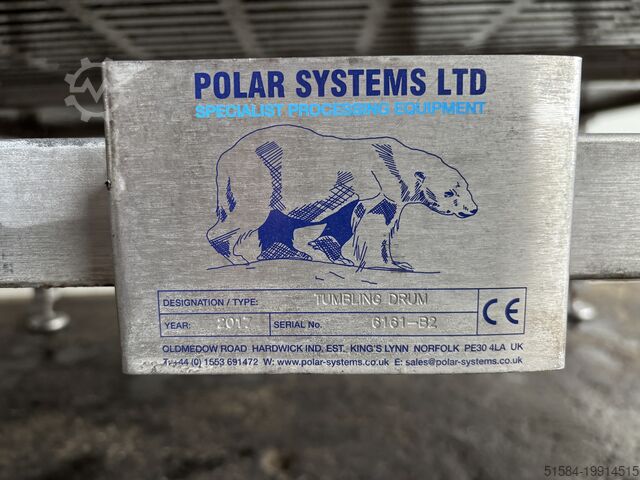 POLAR SYSTEMS LTD
SPECIALIST PROCESSING EQUIPMENT
DESIGNATION / TYPE: TUMBLING DRUM
YEAR: 2017 SERIAL No. 6161-B2
CE
OLDMEDOW ROAD HARDWICK IND. EST. KING'S LYNN NORFOLK PE30 4LA UK
T: +44 (0) 1553 691472 W: www.polar-systems.co.uk E: sales@polar-systems.co.uk
51584-19914515